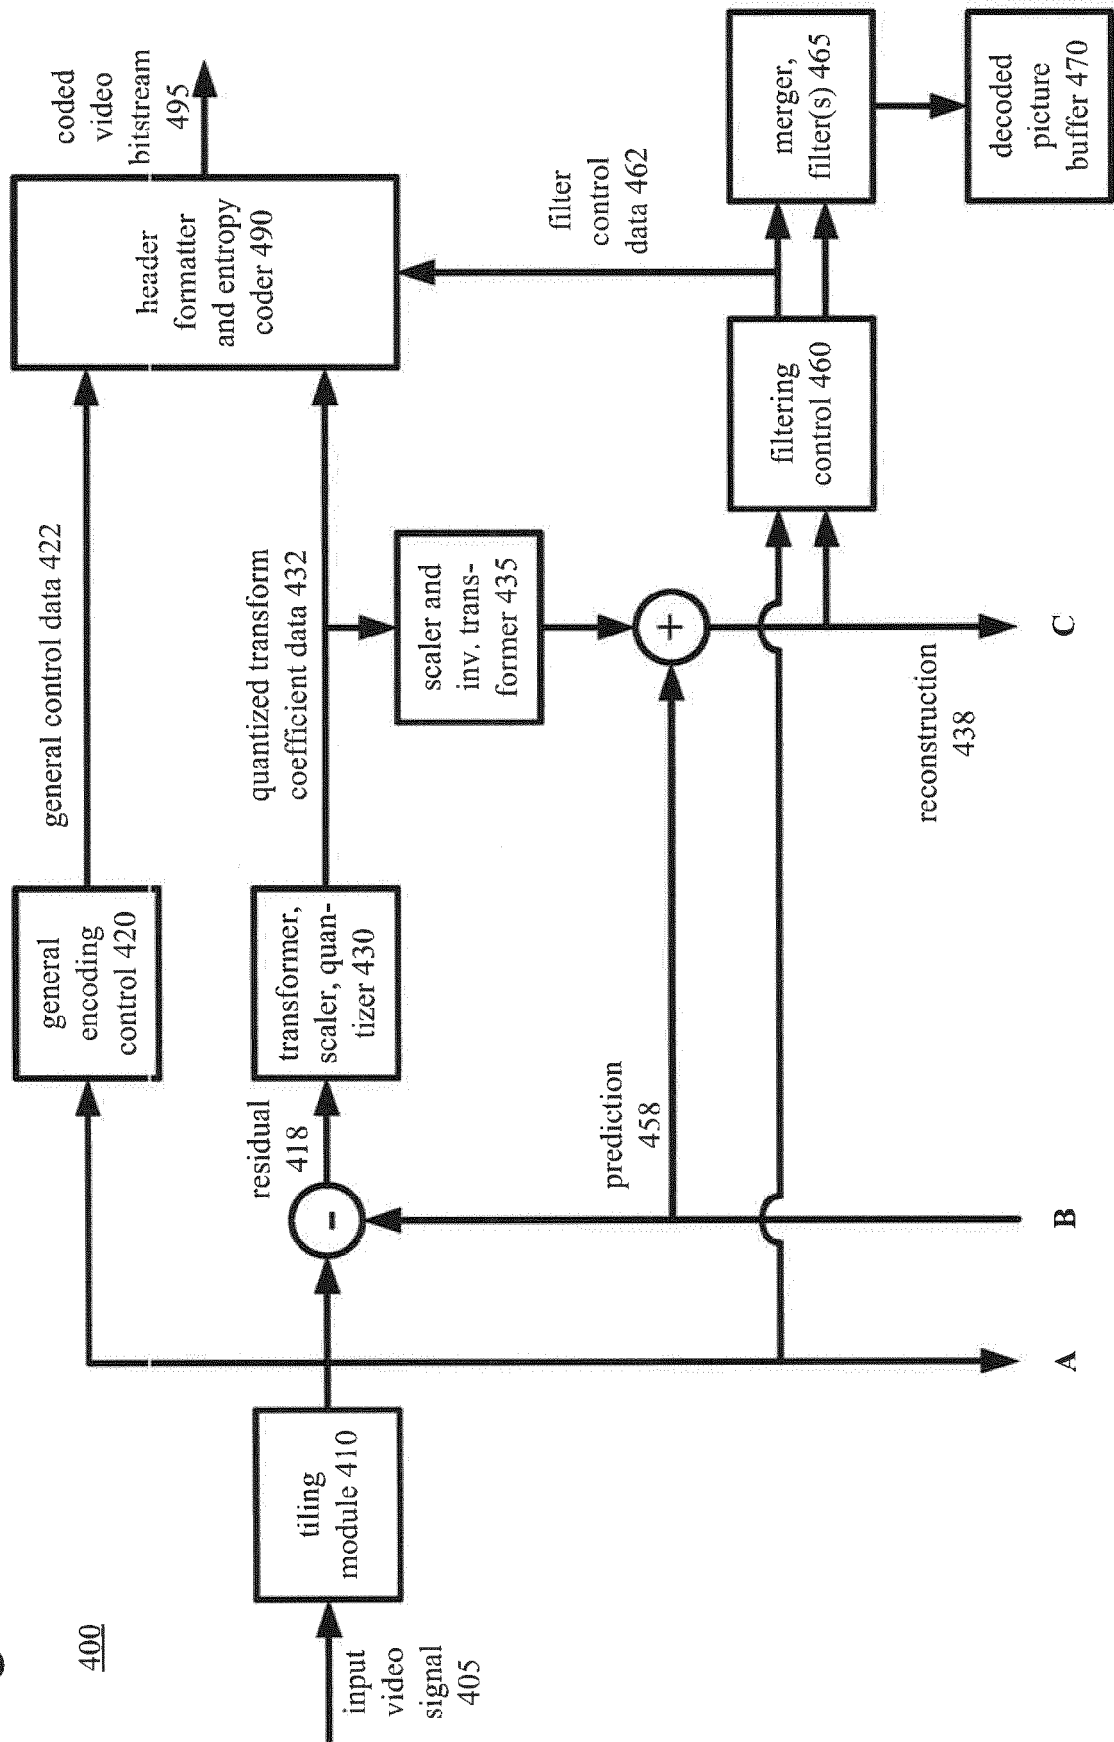 400
input
video
signal
405
tiling
module 410
general
encoding
control 420
general control data 422
header
formatter
and entropy
coder 490
coded
video
bitstream
495
residual
418
-
transformer,
scaler, quan-
tizer 430
quantized transform
coefficient data 432
scaler and
inv. trans-
former 435
prediction
458
+
filter
control
data 462
filtering
control 460
merger,
filter(s) 465
decoded
picture
buffer 470
reconstruction
438
A
B
C